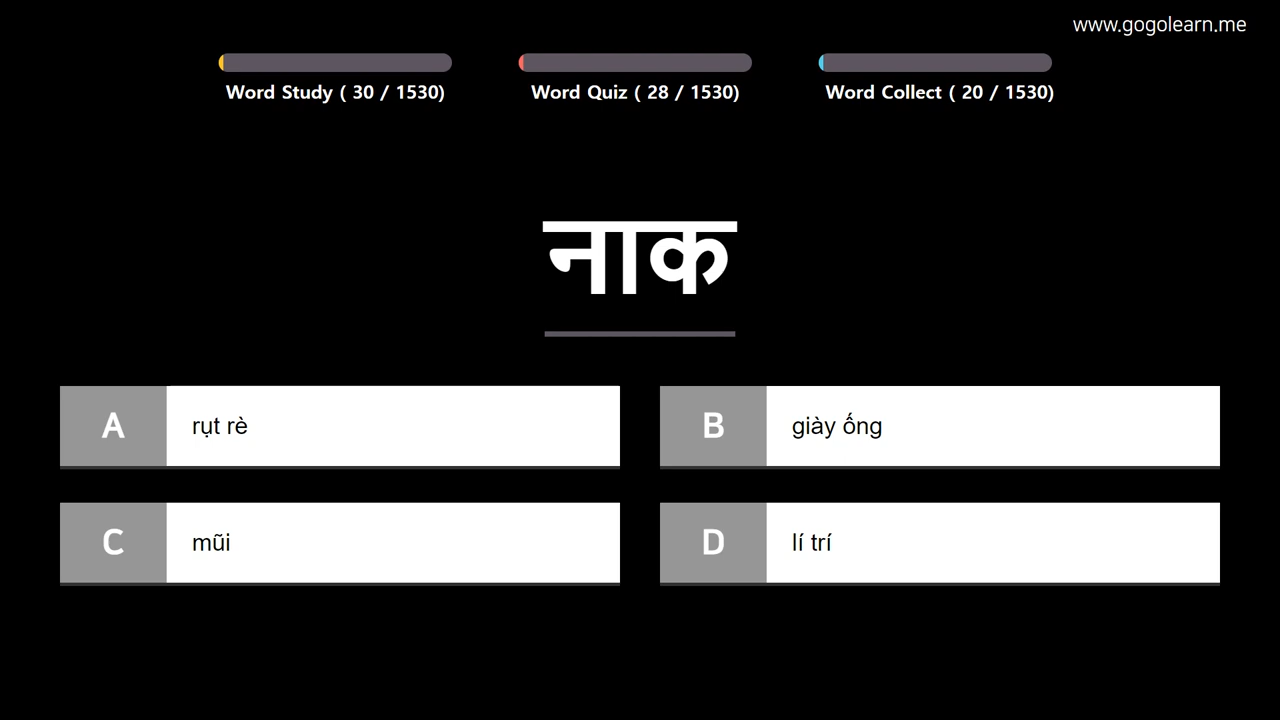 www.gogolearn.me
Word Study ( 30 / 1530)
Word Quiz ( 28 / 1530)
Word Collect ( 20 / 1530)
नाक
A rụt rè
B giày ống
C mũi
D lí trí